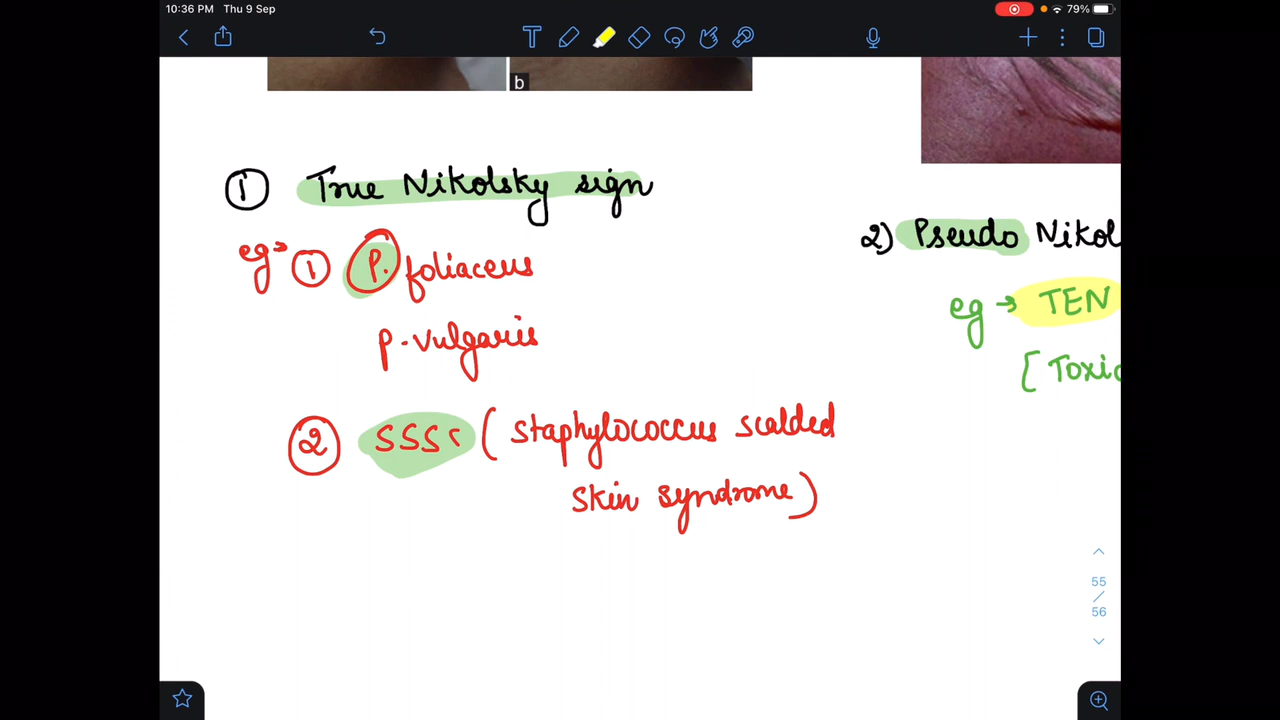 10:36 PM Thu 9 Sep
79%
T
b
① True Nikolsky sign
eg → ① P. foliaceus
P. vulgaris
② SSSS ( Staphylococcus scalded
skin syndrome )
2) Pseudo Nikol
eg → TEN
[ Toxic
55
/
56